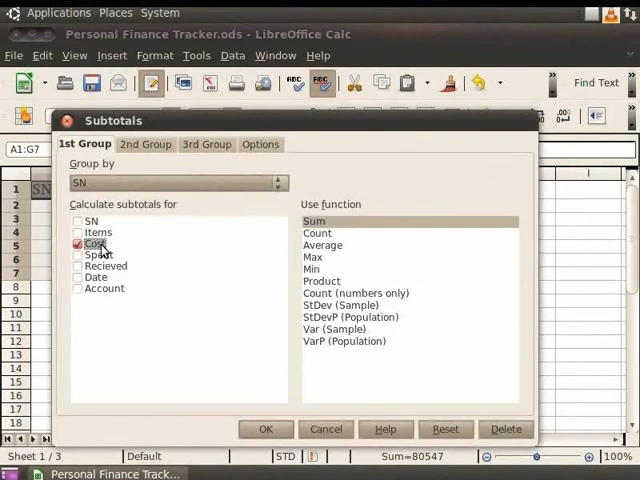 Applications Places System
Personal Finance Tracker.ods - LibreOffice Calc
File Edit View Insert Format Tools Data Window Help
ABC ABC Find Text
A1:G7
Subtotals
1st Group 2nd Group 3rd Group Options
Group by
SN
Calculate subtotals for
Use function
SN
Items
Cost
Spent
Recieved
Date
Account
Sum
Count
Average
Max
Min
Product
Count (numbers only)
StDev (Sample)
StDevP (Population)
Var (Sample)
VarP (Population)
OK Cancel Help Reset Delete
I
1 SN
2
3
4
5
6
7
8
9
10
11
12
13
14
15
16
17
18
Sheet 1 / 3 Default STD Sum=80547 100%
Personal Finance Track...